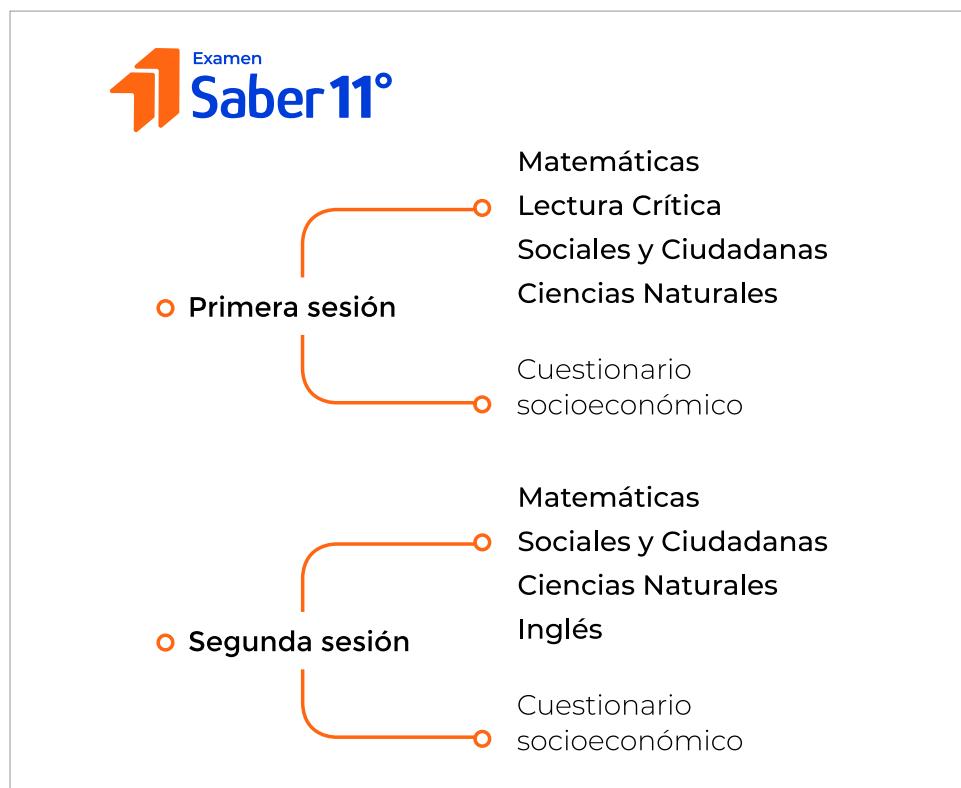 Examen
Saber 11°
Matemáticas
Lectura Crítica
Sociales y Ciudadanas
Ciencias Naturales
Primera sesión
Cuestionario
socioeconómico
Matemáticas
Sociales y Ciudadanas
Ciencias Naturales
Inglés
Segunda sesión
Cuestionario
socioeconómico